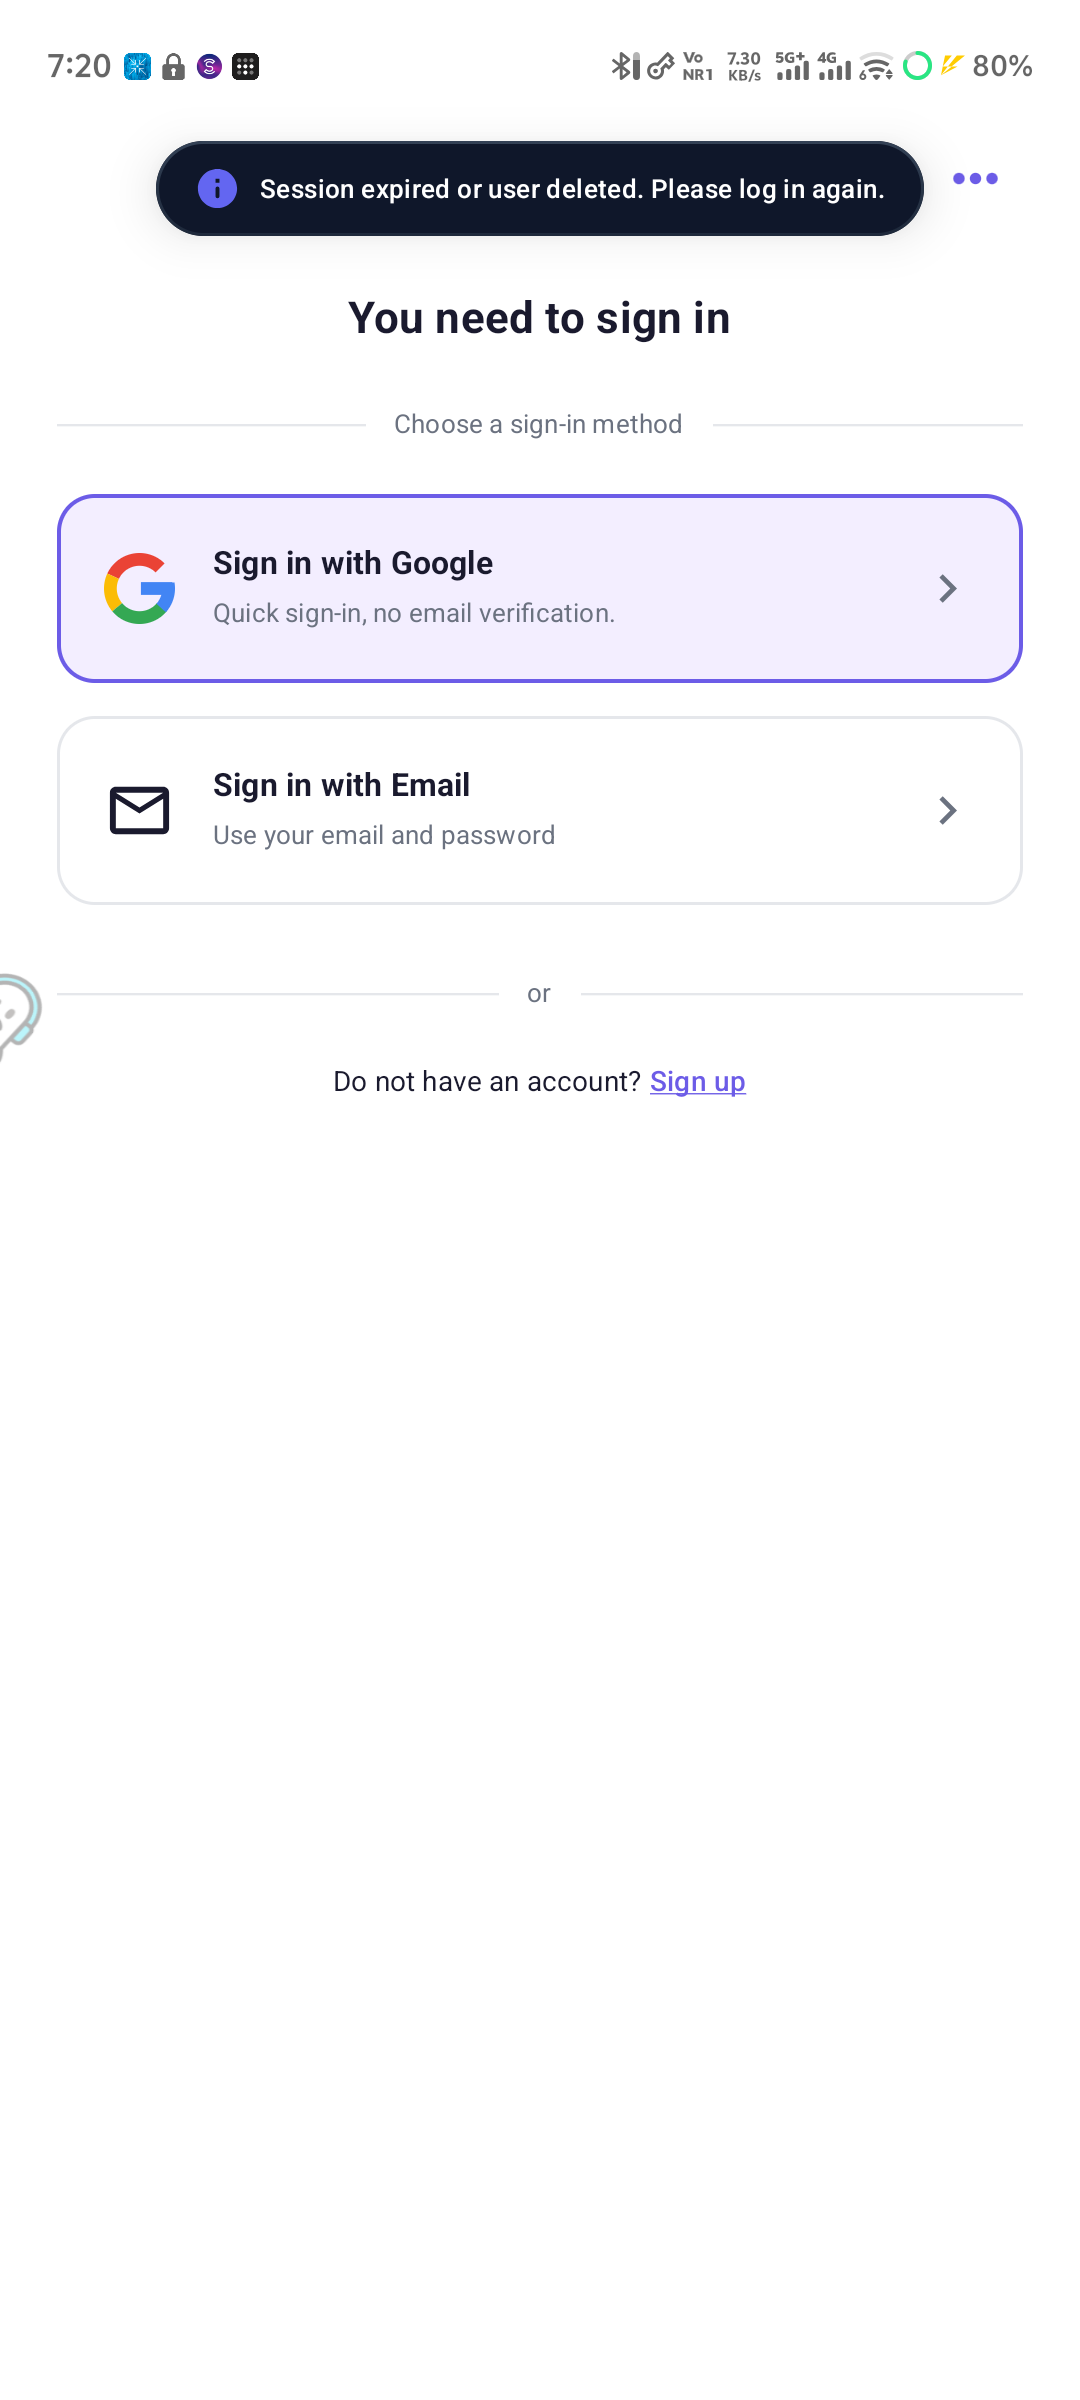 7:20
Vo NR1 7.30 KB/s 5G+ 4G 6 80%
Session expired or user deleted. Please log in again.
You need to sign in
Choose a sign-in method
Sign in with Google
Quick sign-in, no email verification.
Sign in with Email
Use your email and password
or
Do not have an account? Sign up